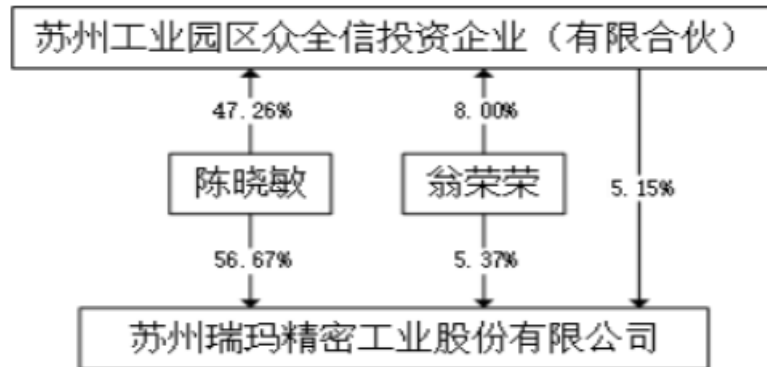 苏州工业园区众全信投资企业（有限合伙）
47.26%
8.00%
陈晓敏
翁荣荣
5.15%
56.67%
5.37%
苏州瑞玛精密工业股份有限公司